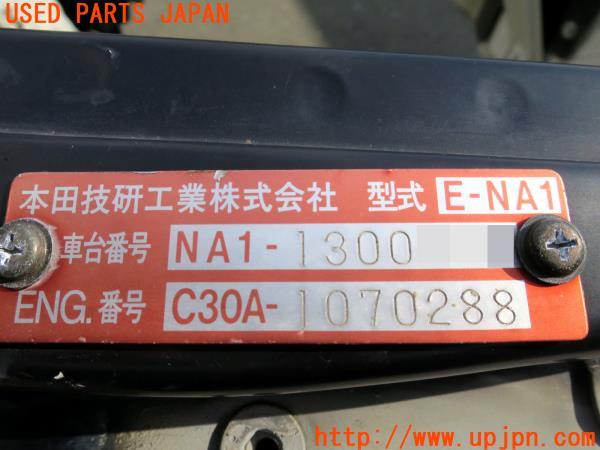 USED PARTS JAPAN
本田技研工業株式会社 型式 E-NA1
車台番号 NA1-1300
ENG.番号 C30A-1070288
http://www.upjpn.com